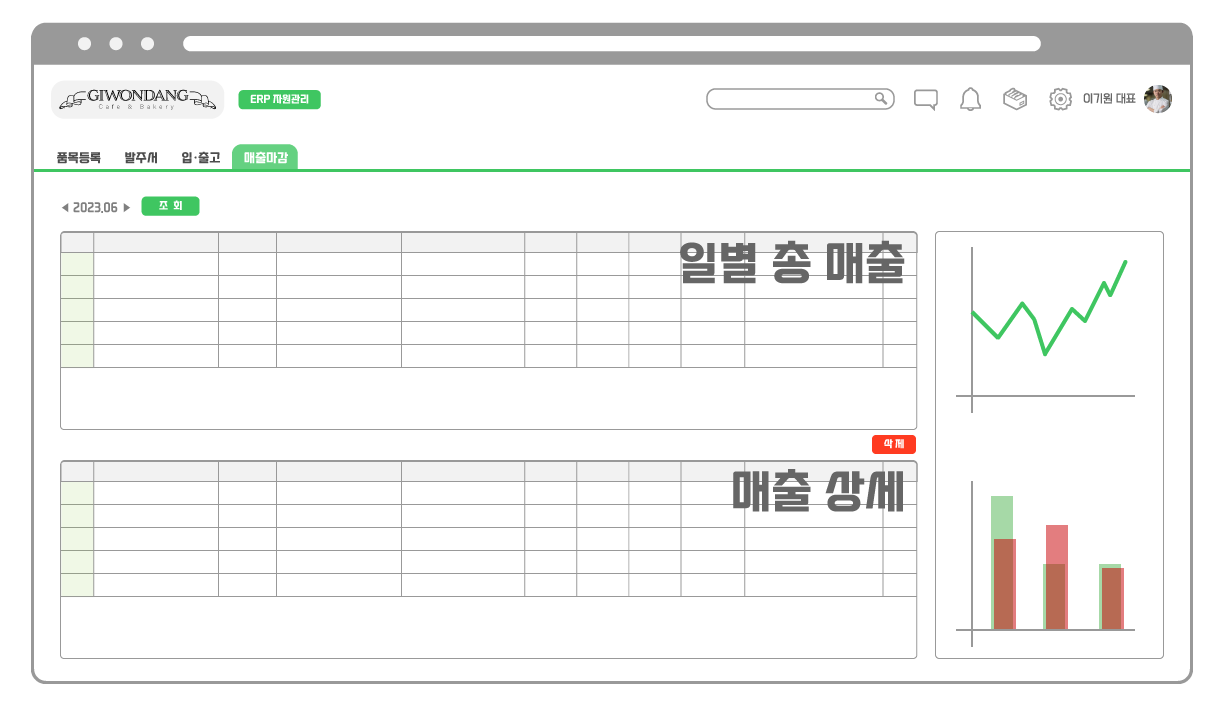 GIWONDANG
Cafe & Bakery
ERP 자원관리
이기원 대표
품목등록 발주서 입·출고 매출마감
◀ 2023.06 ▶ 조 회
일별 총 매출
삭제
매출 상세